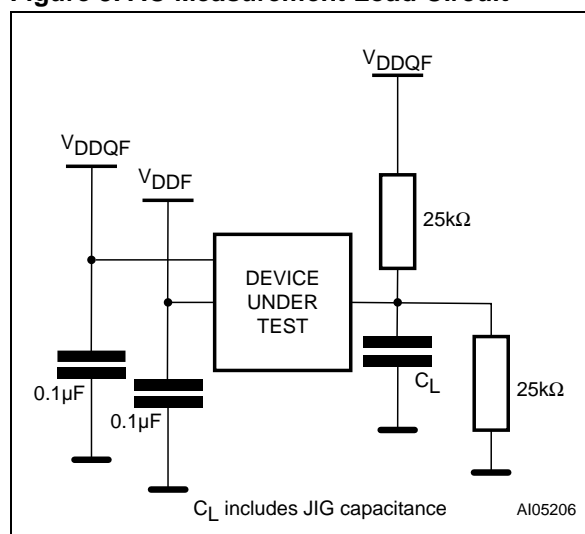 Figure AC Measurement Load Circuit
VDDQF
VDDQF
VDDF
25kΩ
DEVICE
UNDER
TEST
CL
25kΩ
0.1µF
0.1µF
CL includes JIG capacitance
AI05206